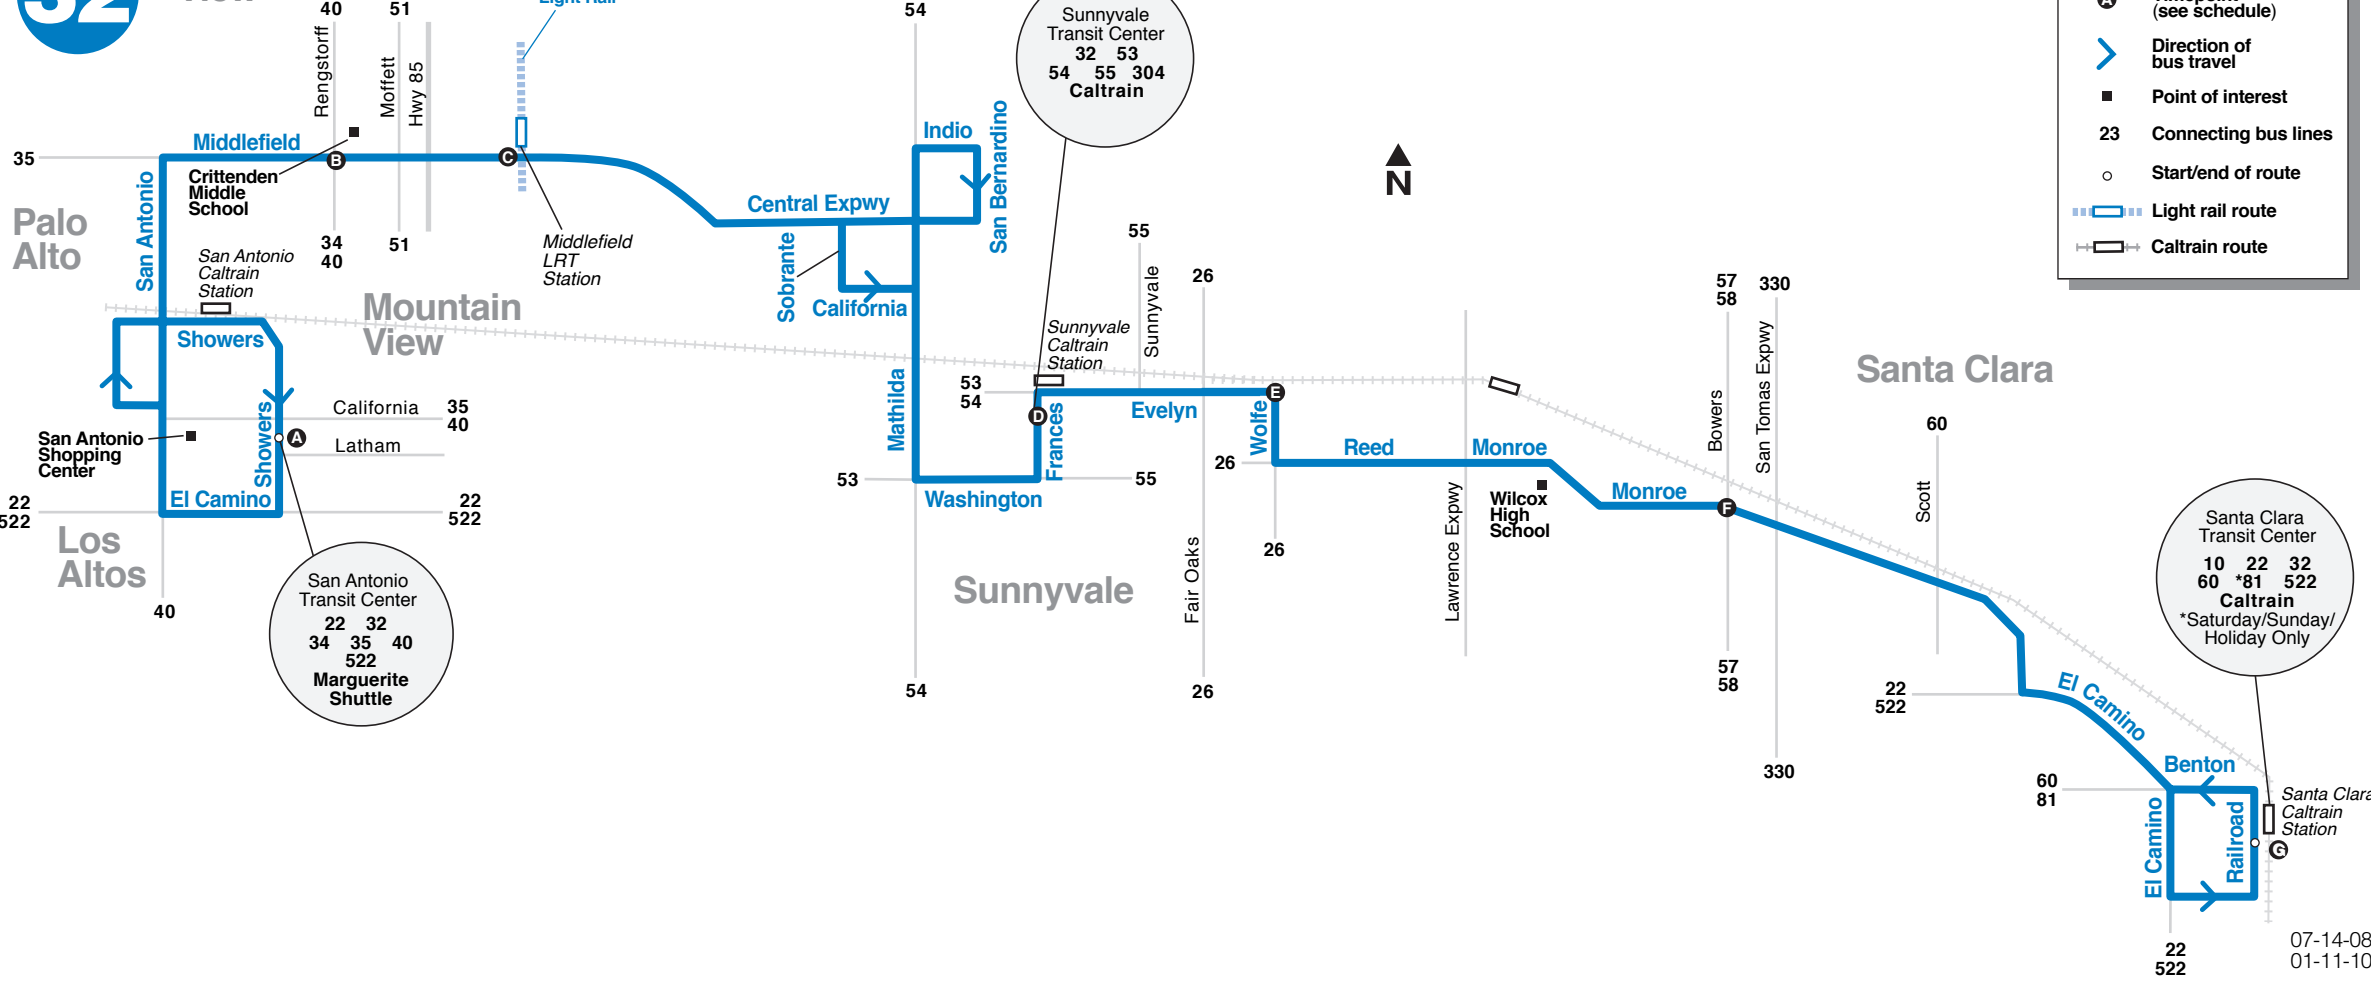 32
40
51
54
Rengstorff
Moffett
Hwy 85
Sunnyvale
Transit Center
32 53
54 55 304
Caltrain
(see schedule)
Direction of
bus travel
Point of interest
23 Connecting bus lines
Start/end of route
Light rail route
Caltrain route
35
Middlefield
B
C
Crittenden
Middle
School
San Antonio
Palo
Alto
34
40
51
San Antonio
Caltrain
Station
Middlefield
LRT
Station
Mountain
View
Indio
San Bernardino
Central Expwy
Sobrante
California
N
Showers
Showers
California
35
40
Latham
San Antonio
Shopping
Center
A
El Camino
22
522
22
522
Los
Altos
40
San Antonio
Transit Center
22 32
34 35 40
522
Marguerite
Shuttle
Mathilda
53
54
Sunnyvale
Caltrain
Station
55
Sunnyvale
26
D
Frances
Evelyn
E
Wolfe
26
53
Washington
55
Reed
Monroe
26
Fair Oaks
Sunnyvale
54
26
Lawrence Expwy
Wilcox
High
School
Monroe
57
58
330
Bowers
San Tomas Expwy
F
57
58
330
Santa Clara
60
Scott
22
522
El Camino
Santa Clara
Transit Center
10 22 32
60 *81 522
Caltrain
*Saturday/Sunday/
Holiday Only
Benton
60
81
El Camino
Railroad
Santa Clara
Caltrain
Station
G
22
522
07-14-08
01-11-10